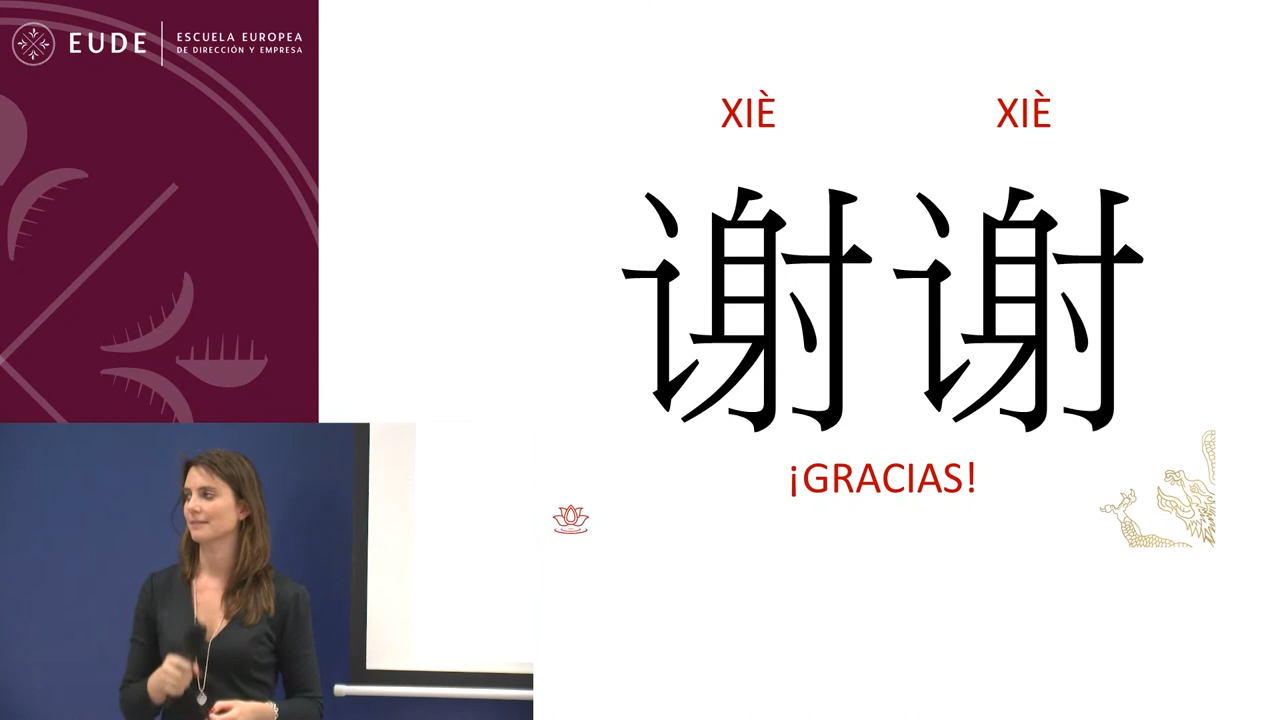 EUDE
ESCUELA EUROPEA
DE DIRECCIÓN Y EMPRESA
XIÈ XIÈ
谢谢
¡GRACIAS!